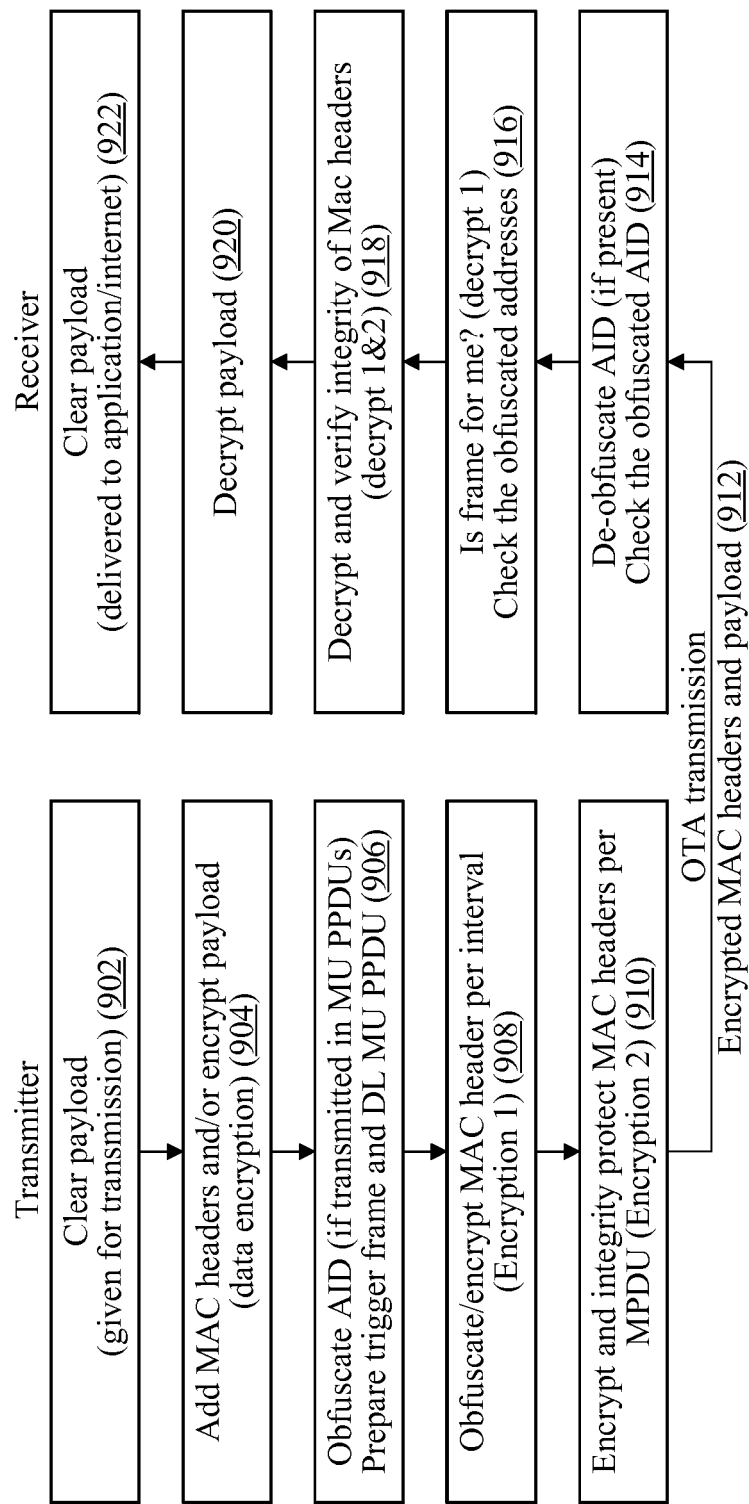 Transmitter
Clear payload
(given for transmission) (902)
Add MAC headers and/or encrypt payload
(data encryption) (904)
Obfuscate AID (if transmitted in MU PPDUs)
Prepare trigger frame and DL MU PPDU (906)
Obfuscate/encrypt MAC header per interval
(Encryption 1) (908)
Encrypt and integrity protect MAC headers per
MPDU (Encryption 2) (910)
OTA transmission
Encrypted MAC headers and payload (912)
Receiver
Clear payload
(delivered to application/internet) (922)
Decrypt payload (920)
Decrypt and verify integrity of Mac headers
(decrypt 1&2) (918)
Is frame for me? (decrypt 1)
Check the obfuscated addresses (916)
De-obfuscate AID (if present)
Check the obfuscated AID (914)